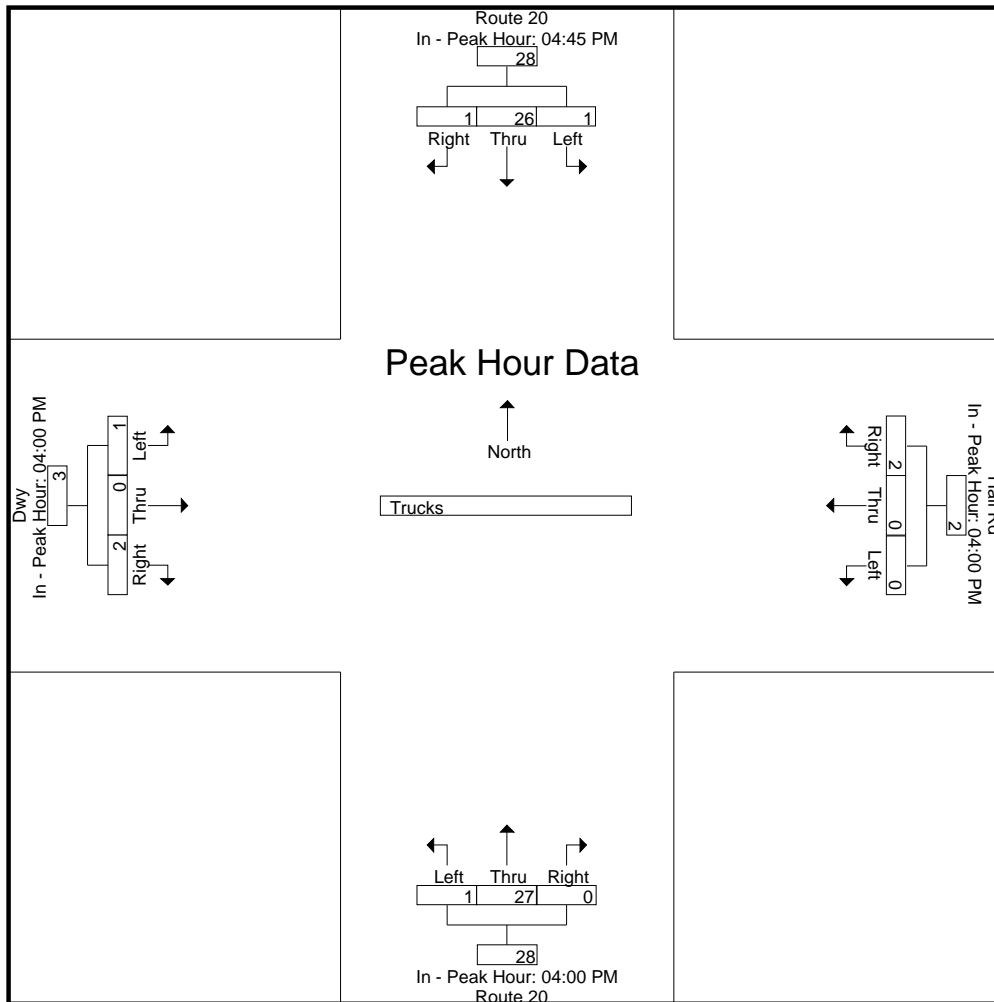 Route 20
In - Peak Hour: 04:45 PM
28
1 26 1
Right Thru Left
Peak Hour Data
North
Trucks
Dwy
In - Peak Hour: 04:00 PM
3
1 0 2
Left Thru Right
Rd
In - Peak Hour: 04:00 PM
2
2 0 0
Right Thru Left
Left Thru Right
1 27 0
28
In - Peak Hour: 04:00 PM
Route 20